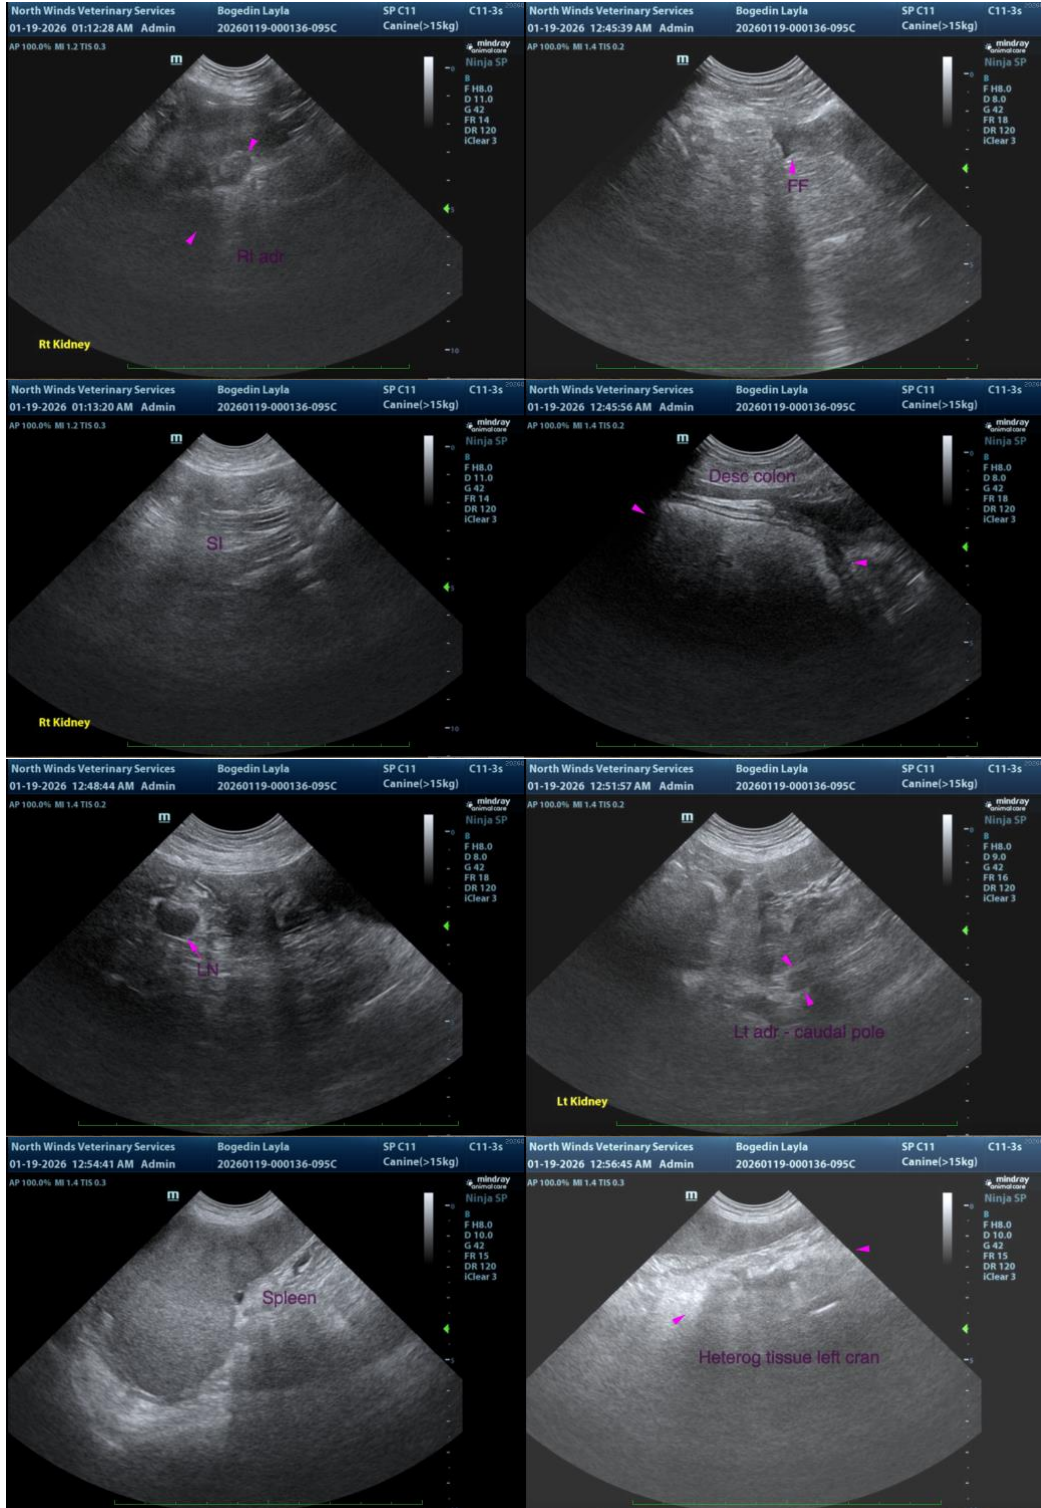 North Winds Veterinary Services Bogedin Layla SP C11 C11-3s
01-19-2026 01:12:28 AM Admin 20260119-000136-095C Canine(>15kg)
AP 100.0% MI 1.2 TIS 0.3
mindray
animal care
Ninja SP
B
F H8.0
D 11.0
G 42
FR 14
DR 120
iClear 3
0
5
10
Rt adr
Rt Kidney
North Winds Veterinary Services Bogedin Layla SP C11 C11-3s
01-19-2026 12:45:39 AM Admin 20260119-000136-095C Canine(>15kg)
AP 100.0% MI 1.4 TIS 0.2
mindray
animal care
Ninja SP
B
F H8.0
D 8.0
G 42
FR 18
DR 120
iClear 3
0
5
FF
North Winds Veterinary Services Bogedin Layla SP C11 C11-3s
01-19-2026 01:13:20 AM Admin 20260119-000136-095C Canine(>15kg)
AP 100.0% MI 1.2 TIS 0.3
mindray
animal care
Ninja SP
B
F H8.0
D 11.0
G 42
FR 14
DR 120
iClear 3
0
5
10
SI
Rt Kidney
North Winds Veterinary Services Bogedin Layla SP C11 C11-3s
01-19-2026 12:45:56 AM Admin 20260119-000136-095C Canine(>15kg)
AP 100.0% MI 1.4 TIS 0.2
mindray
animal care
Ninja SP
B
F H8.0
D 8.0
G 42
FR 18
DR 120
iClear 3
0
5
Desc colon
North Winds Veterinary Services Bogedin Layla SP C11 C11-3s
01-19-2026 12:48:44 AM Admin 20260119-000136-095C Canine(>15kg)
AP 100.0% MI 1.4 TIS 0.2
mindray
animal care
Ninja SP
B
F H8.0
D 8.0
G 42
FR 18
DR 120
iClear 3
0
LN
North Winds Veterinary Services Bogedin Layla SP C11 C11-3s
01-19-2026 12:51:57 AM Admin 20260119-000136-095C Canine(>15kg)
AP 100.0% MI 1.4 TIS 0.2
mindray
animal care
Ninja SP
B
F H8.0
D 9.0
G 42
FR 16
DR 120
iClear 3
0
Lt adr - caudal pole
Lt Kidney
North Winds Veterinary Services Bogedin Layla SP C11 C11-3s
01-19-2026 12:54:41 AM Admin 20260119-000136-095C Canine(>15kg)
AP 100.0% MI 1.4 TIS 0.3
mindray
animal care
Ninja SP
B
F H8.0
D 10.0
G 42
FR 15
DR 120
iClear 3
0
5
Spleen
North Winds Veterinary Services Bogedin Layla SP C11 C11-3s
01-19-2026 12:56:45 AM Admin 20260119-000136-095C Canine(>15kg)
AP 100.0% MI 1.4 TIS 0.3
mindray
animal care
Ninja SP
B
F H8.0
D 10.0
G 42
FR 15
DR 120
iClear 3
0
5
Heterog tissue left cran